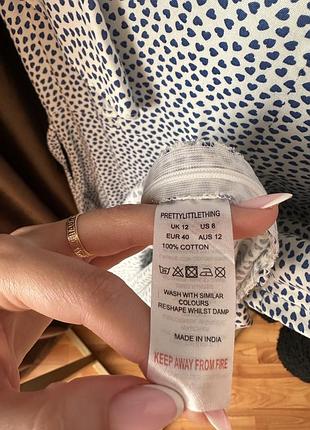 PRETTYLITTLETHING
UK 12 US 8
EUR 40 AUS 12
100% COTTON
WASH WITH SIMILAR
COLOURS
RESHAPE WHILST DAMP
MADE IN INDIA
KEEP AWAY FROM FIRE